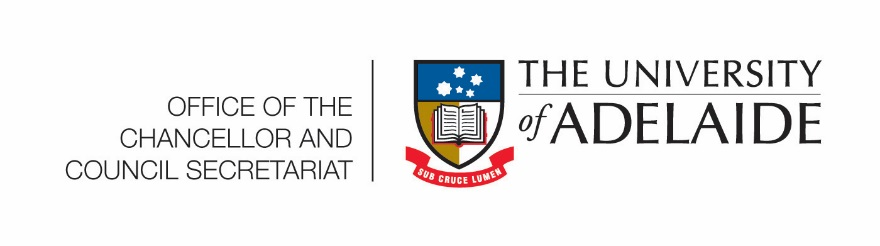 OFFICE OF THE
CHANCELLOR AND
COUNCIL SECRETARIAT
THE UNIVERSITY
of ADELAIDE
SUB CRUCE LUMEN